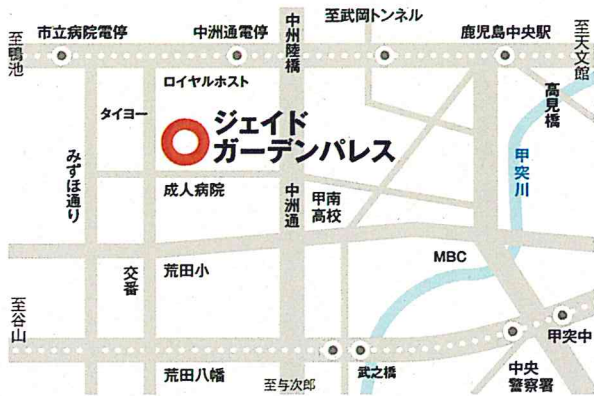 至鴨池
市立病院電停
中洲通電停
中州陸橋
至武岡トンネル
鹿児島中央駅
至天文館
ロイヤルホスト
タイヨー
ジェイド
ガーデンパレス
高見橋
甲突川
みずほ通り
成人病院
中洲通
甲南
高校
交番
荒田小
MBC
至谷山
荒田八幡
至与次郎
武之橋
中央
警察署
甲突中